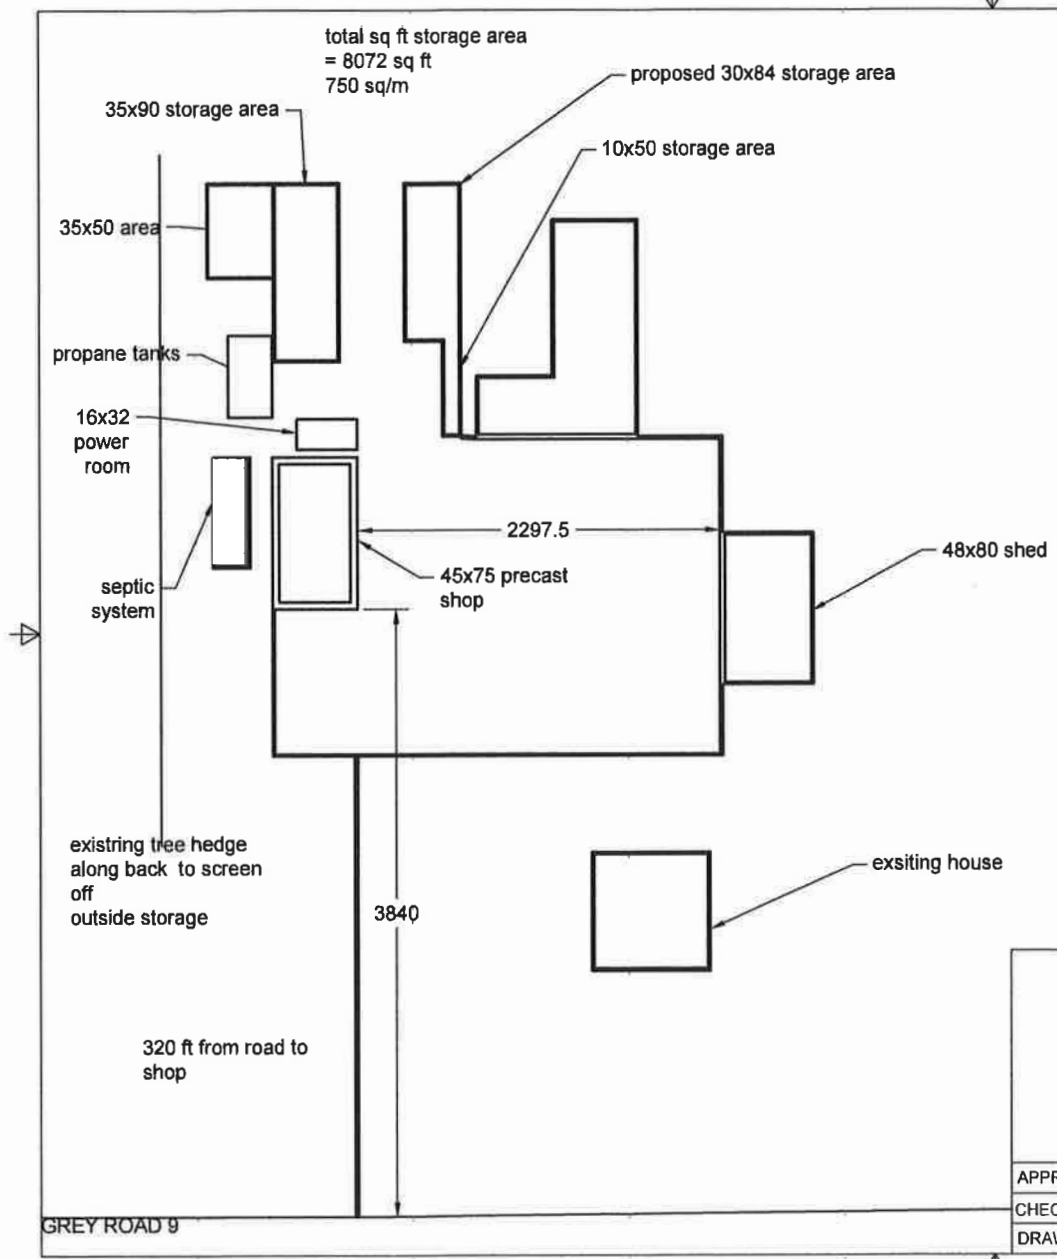 total sq ft storage area
= 8072 sq ft
750 sq/m
proposed 30x84 storage area
35x90 storage area
10x50 storage area
35x50 area
propane tanks
16x32
power
room
2297.5
48x80 shed
45x75 precast
shop
septic
system
existring tree hedge
along back to screen
off
outside storage
exsiting house
3840
320 ft from road to
shop
GREY ROAD 9
APPR
CHEC
DRAW